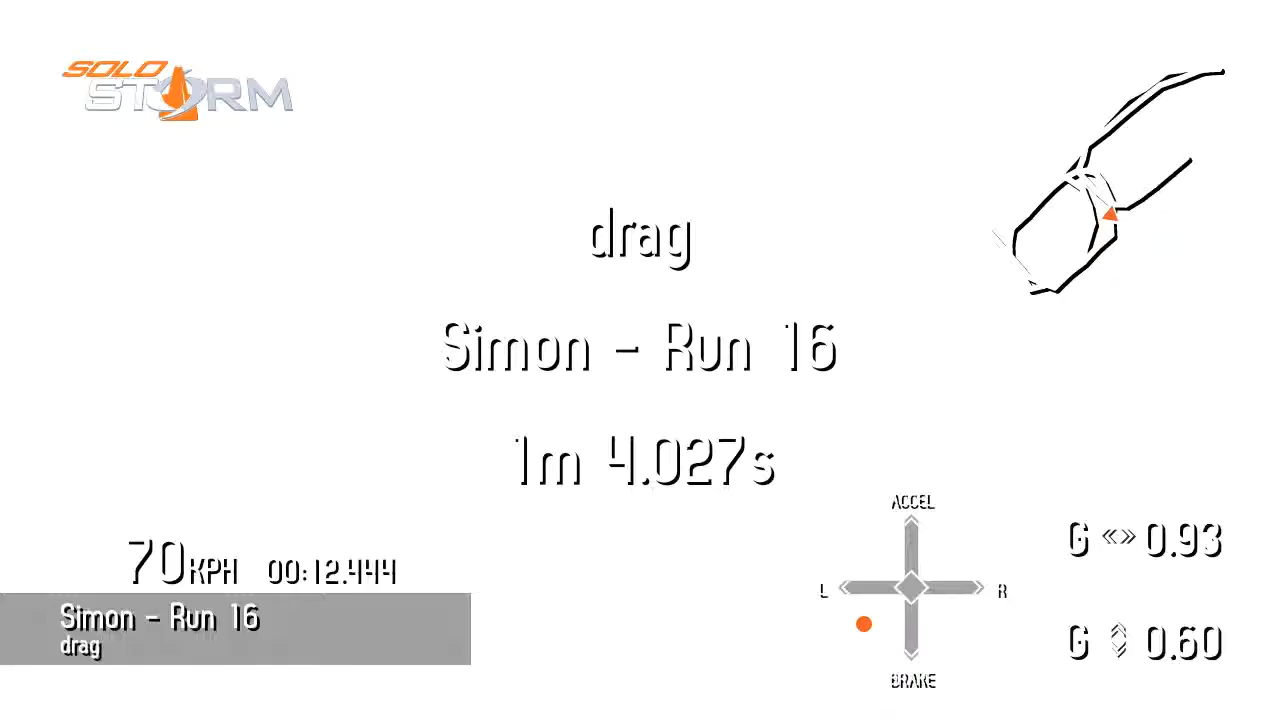 SOLO
STORM
drag
Simon - Run 16
1m 4.027s
ACCEL
G 0.93
70KPH 00:12.444
L R
Simon - Run 16
drag
G 0.60
BRAKE